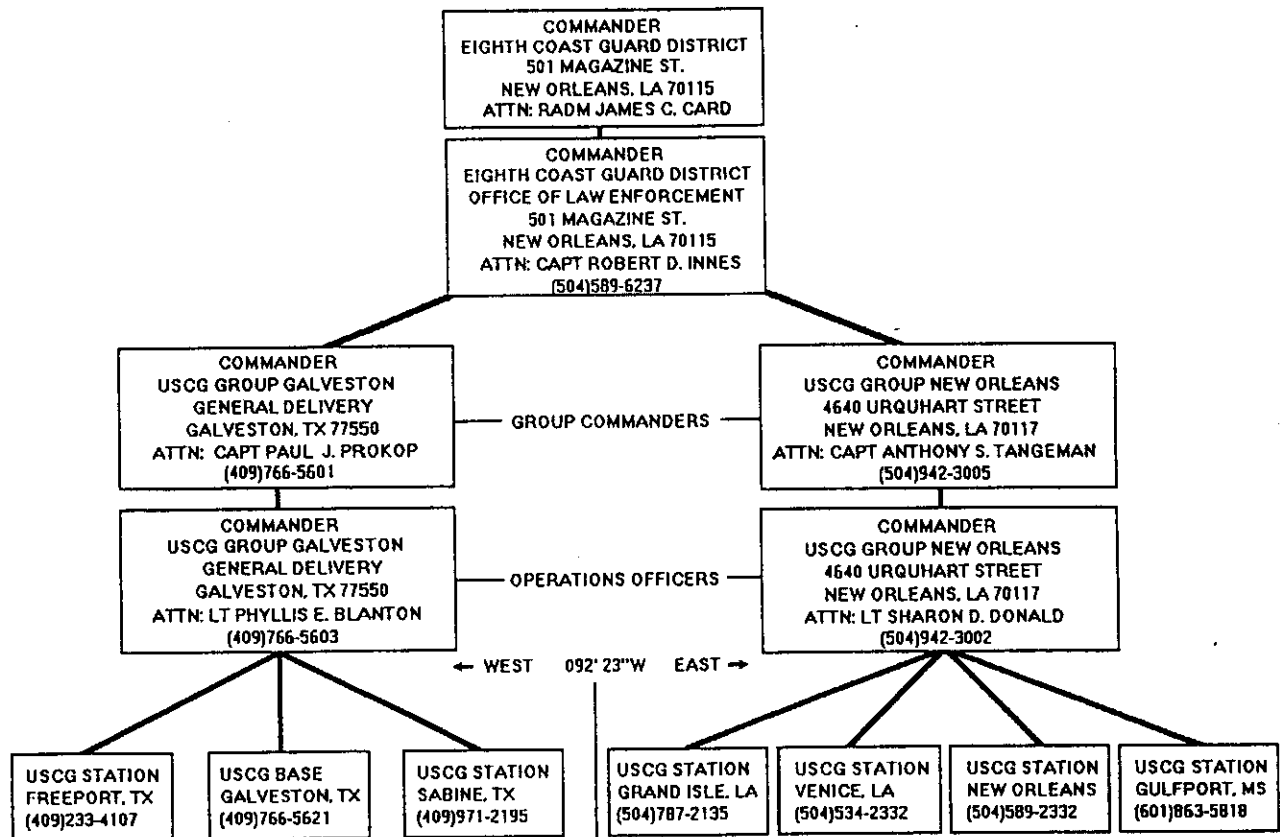 COMMANDER
EIGHTH COAST GUARD DISTRICT
501 MAGAZINE ST.
NEW ORLEANS, LA 70115
ATTN: RADM JAMES C. CARD
COMMANDER
EIGHTH COAST GUARD DISTRICT
OFFICE OF LAW ENFORCEMENT
501 MAGAZINE ST.
NEW ORLEANS, LA 70115
ATTN: CAPT ROBERT D. INNES
(504)589-6237
COMMANDER
USCG GROUP GALVESTON
GENERAL DELIVERY
GALVESTON, TX 77550
ATTN: CAPT PAUL J. PROKOP
(409)766-5601
GROUP COMMANDERS
COMMANDER
USCG GROUP NEW ORLEANS
4640 URQUHART STREET
NEW ORLEANS, LA 70117
ATTN: CAPT ANTHONY S. TANGEMAN
(504)942-3005
COMMANDER
USCG GROUP GALVESTON
GENERAL DELIVERY
GALVESTON, TX 77550
ATTN: LT PHYLLIS E. BLANTON
(409)766-5603
OPERATIONS OFFICERS
COMMANDER
USCG GROUP NEW ORLEANS
4640 URQUHART STREET
NEW ORLEANS, LA 70117
ATTN: LT SHARON D. DONALD
(504)942-3002
← WEST 092' 23"W EAST →
USCG STATION
FREEPORT, TX
(409)233-4107
USCG BASE
GALVESTON, TX
(409)766-5621
USCG STATION
SABINE, TX
(409)971-2195
USCG STATION
GRAND ISLE, LA
(504)787-2135
USCG STATION
VENICE, LA
(504)534-2332
USCG STATION
NEW ORLEANS
(504)589-2332
USCG STATION
GULFPORT, MS
(601)863-5818